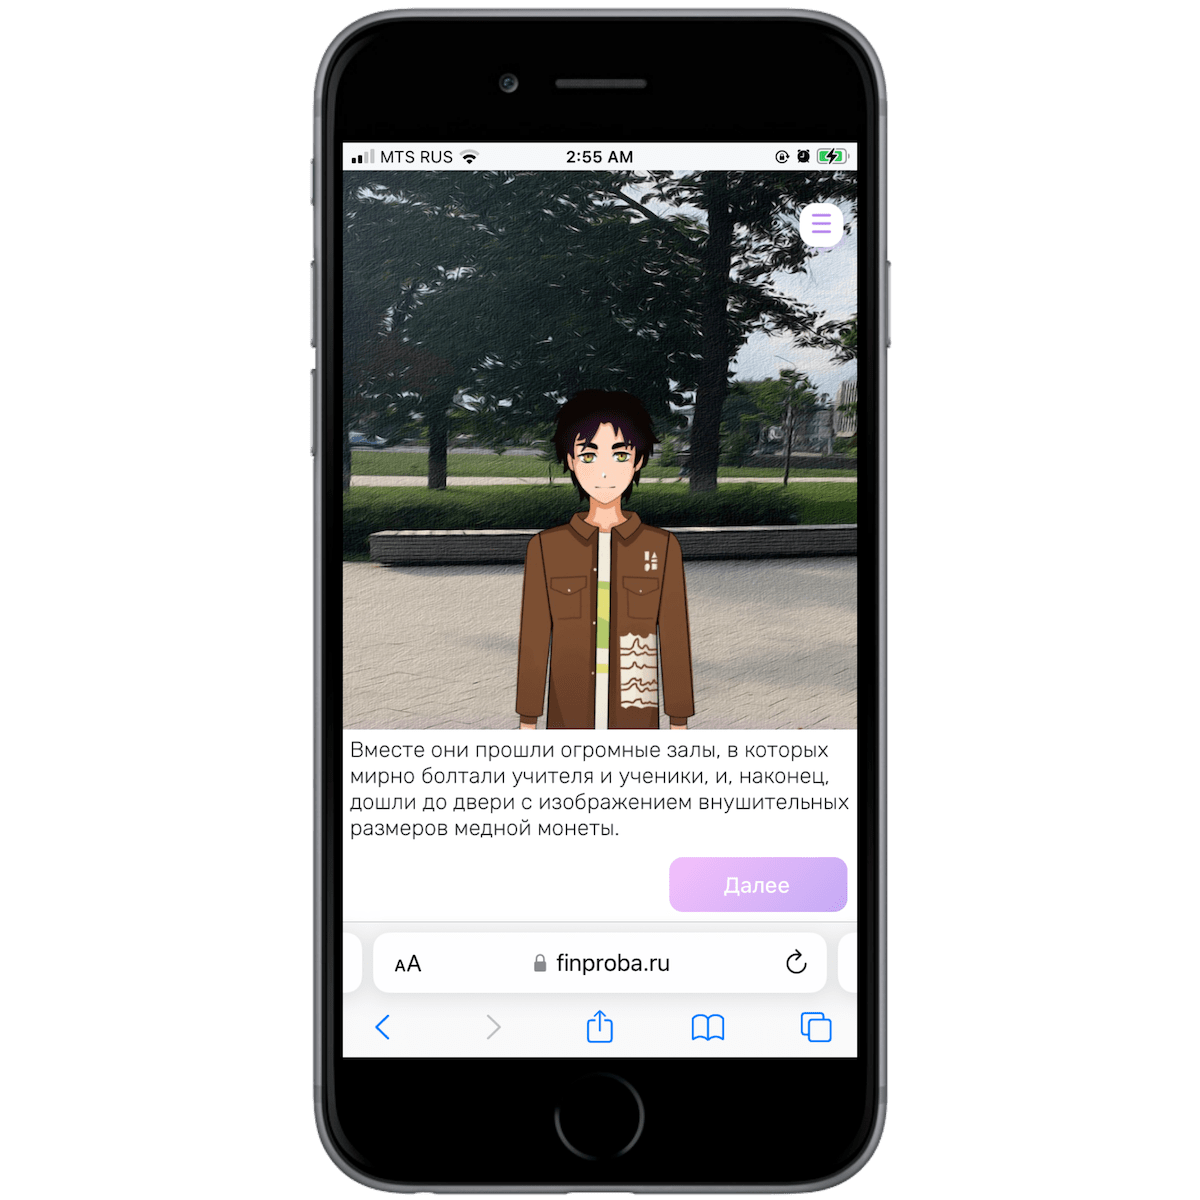 MTS RUS
2:55 AM
Вместе они прошли огромные залы, в которых
мирно болтали учителя и ученики, и, наконец,
дошли до двери с изображением внушительных
размеров медной монеты.
Далее
AA
finproba.ru